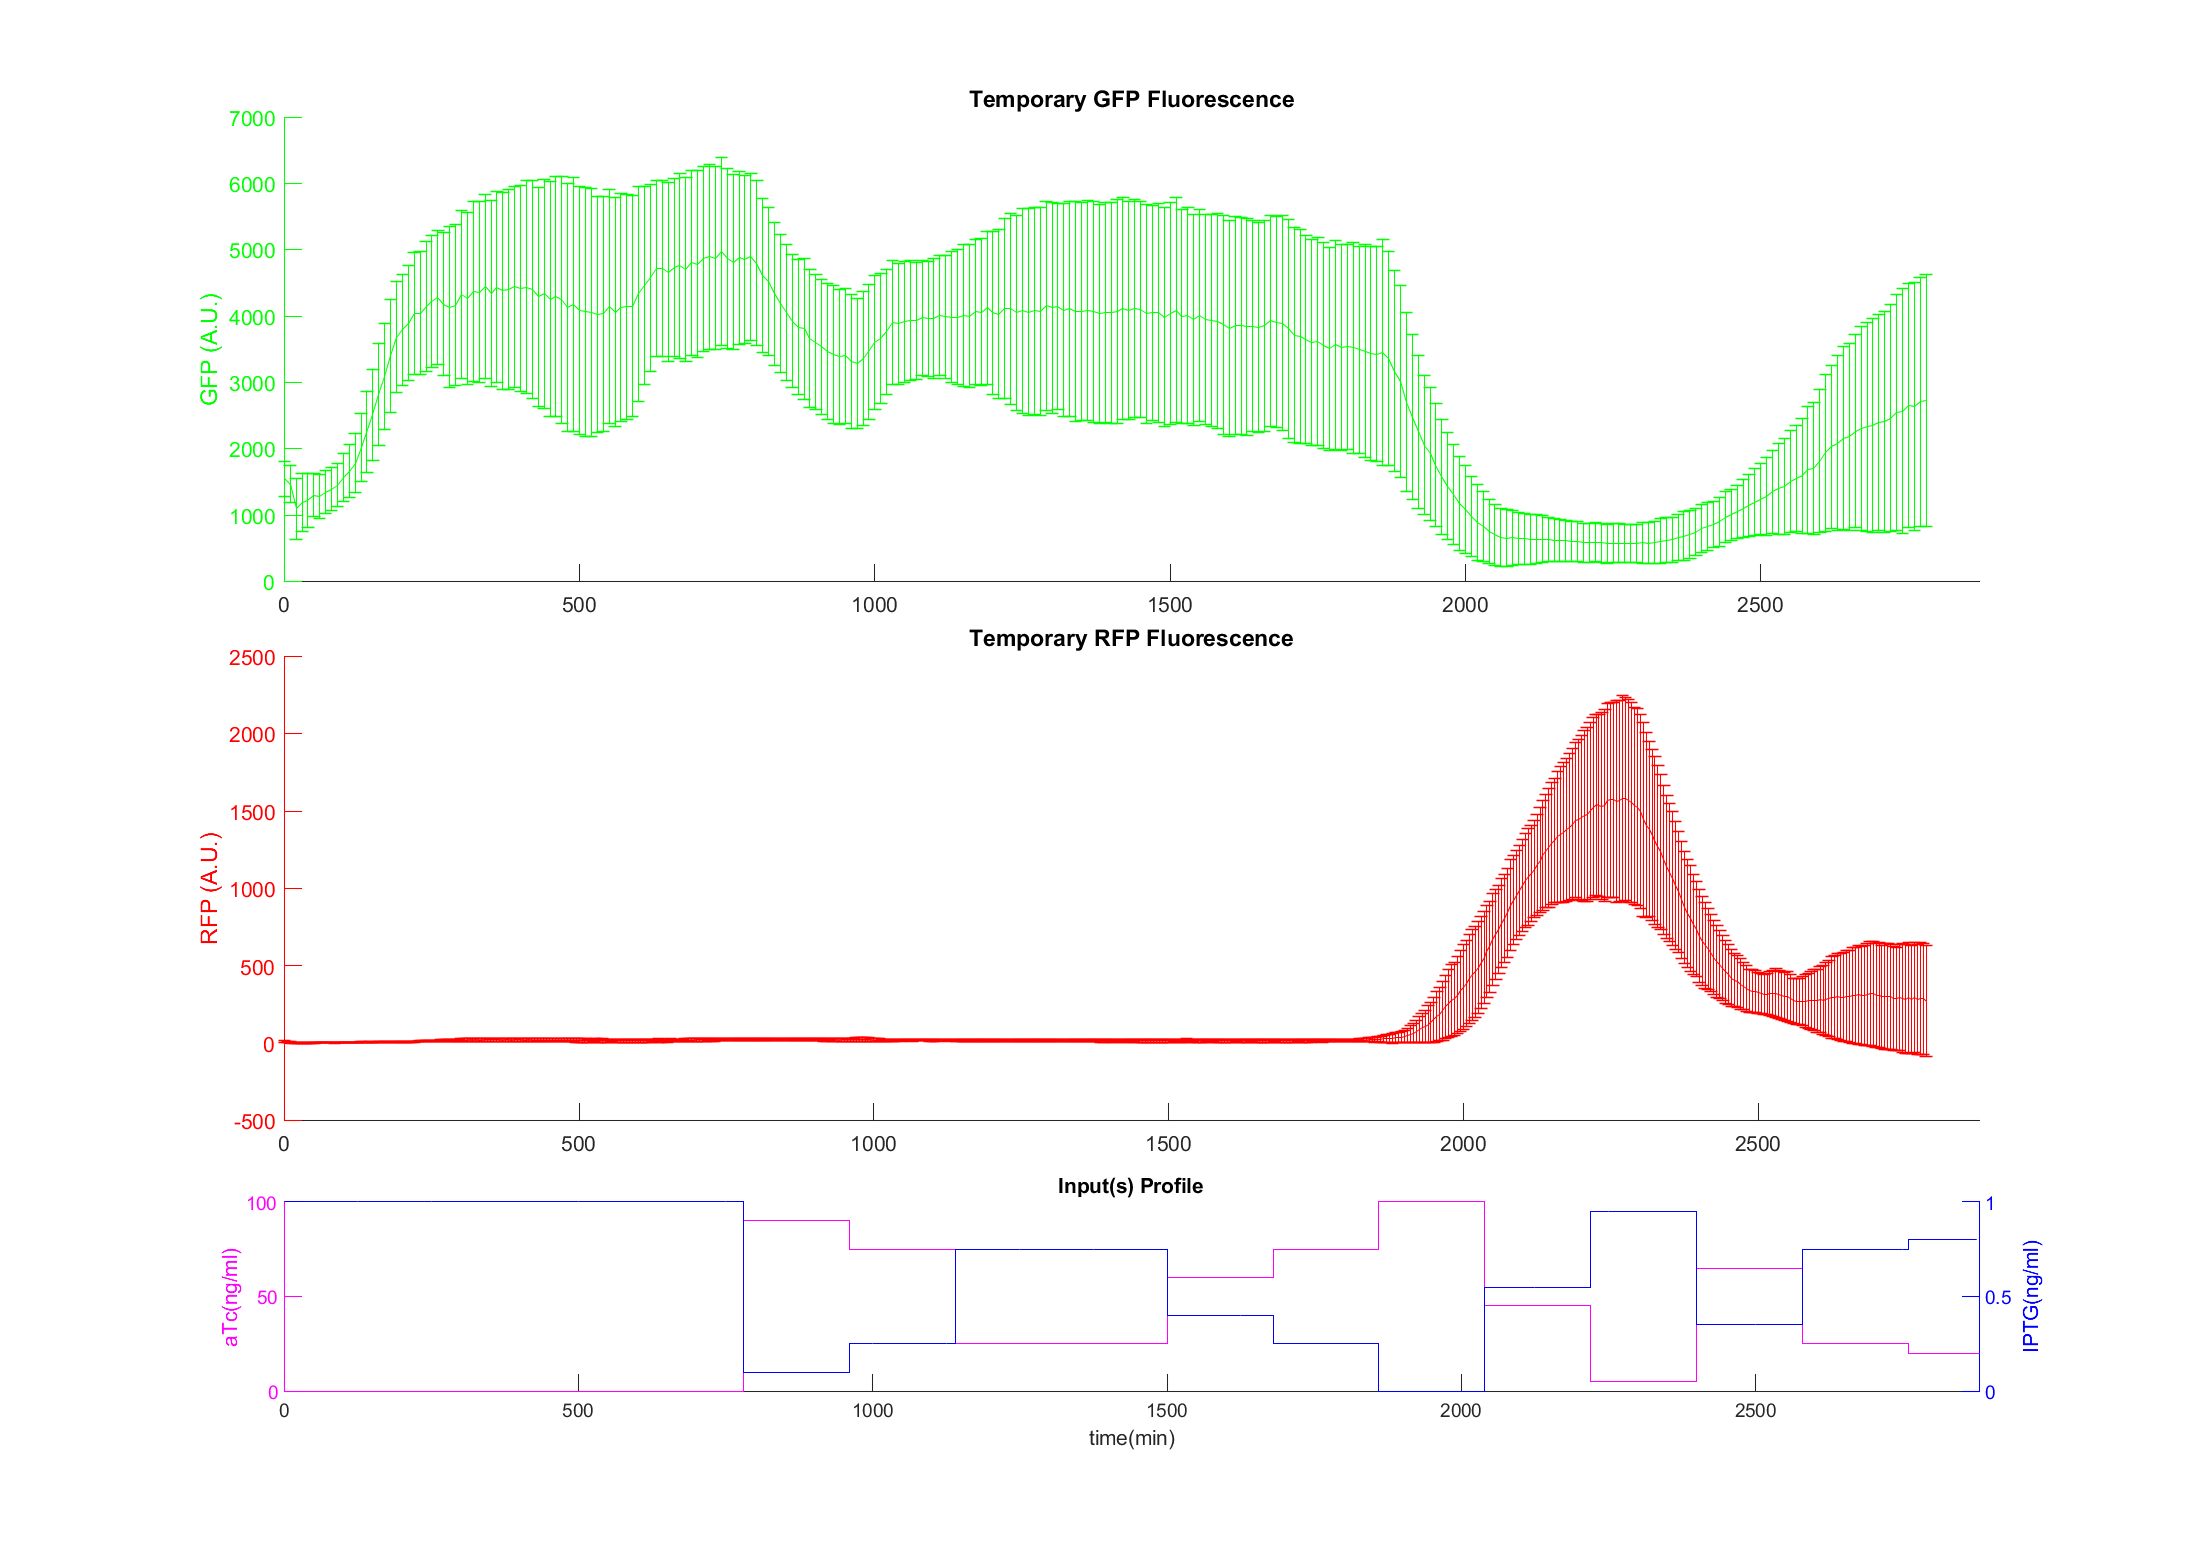 Temporary GFP Fluorescence
7000
6000
5000
4000
3000
2000
1000
0
GFP (A.U.)
0 500 1000 1500 2000 2500
Temporary RFP Fluorescence
2500
2000
1500
1000
500
0
-500
RFP (A.U.)
0 500 1000 1500 2000 2500
Input(s) Profile
100
50
0
aTc(ng/ml)
1
0.5
0
IPTG(ng/ml)
0 500 1000 1500 2000 2500
time(min)